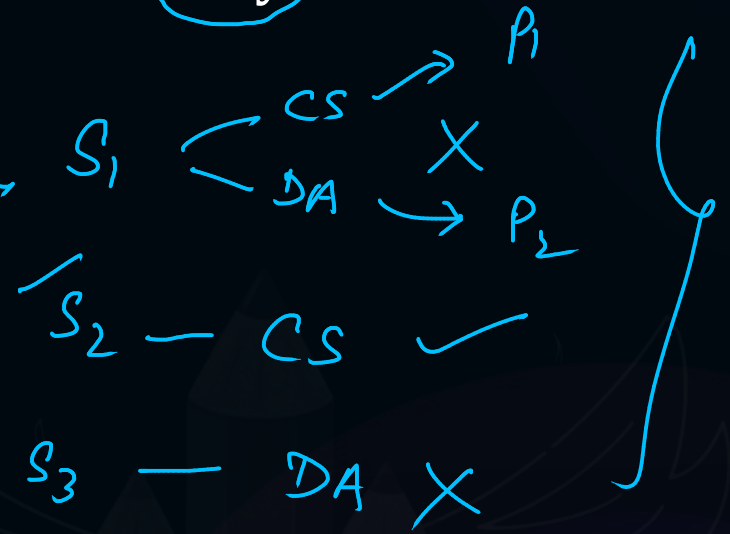 CS P1
S1
DA P2
S2 — CS ✓
S3 — DA X